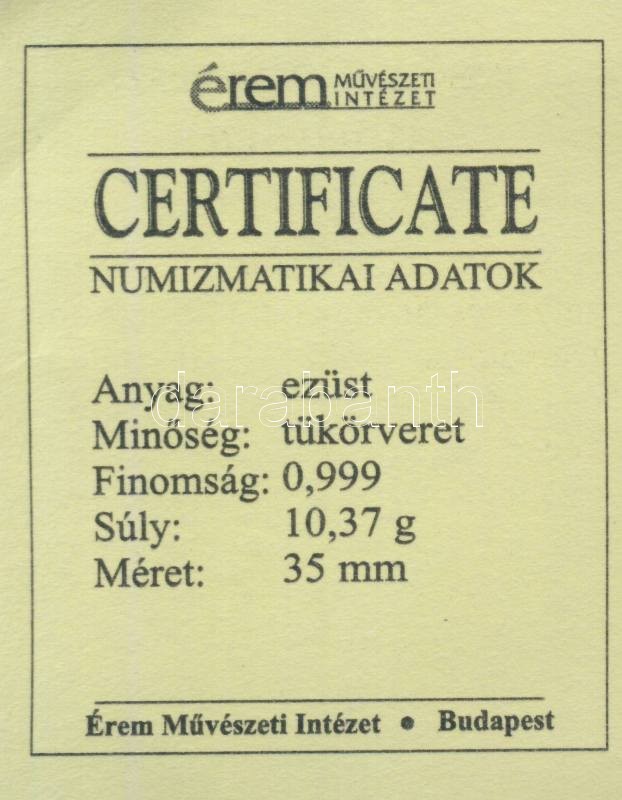 érem MŰVÉSZETI
INTÉZET
CERTIFICATE
NUMIZMATIKAI ADATOK
Anyag: ezüst
darabanth
Minőség: tükörveret
Finomság: 0,999
Súly: 10,37 g
Méret: 35 mm
Érem Művészeti Intézet ● Budapest